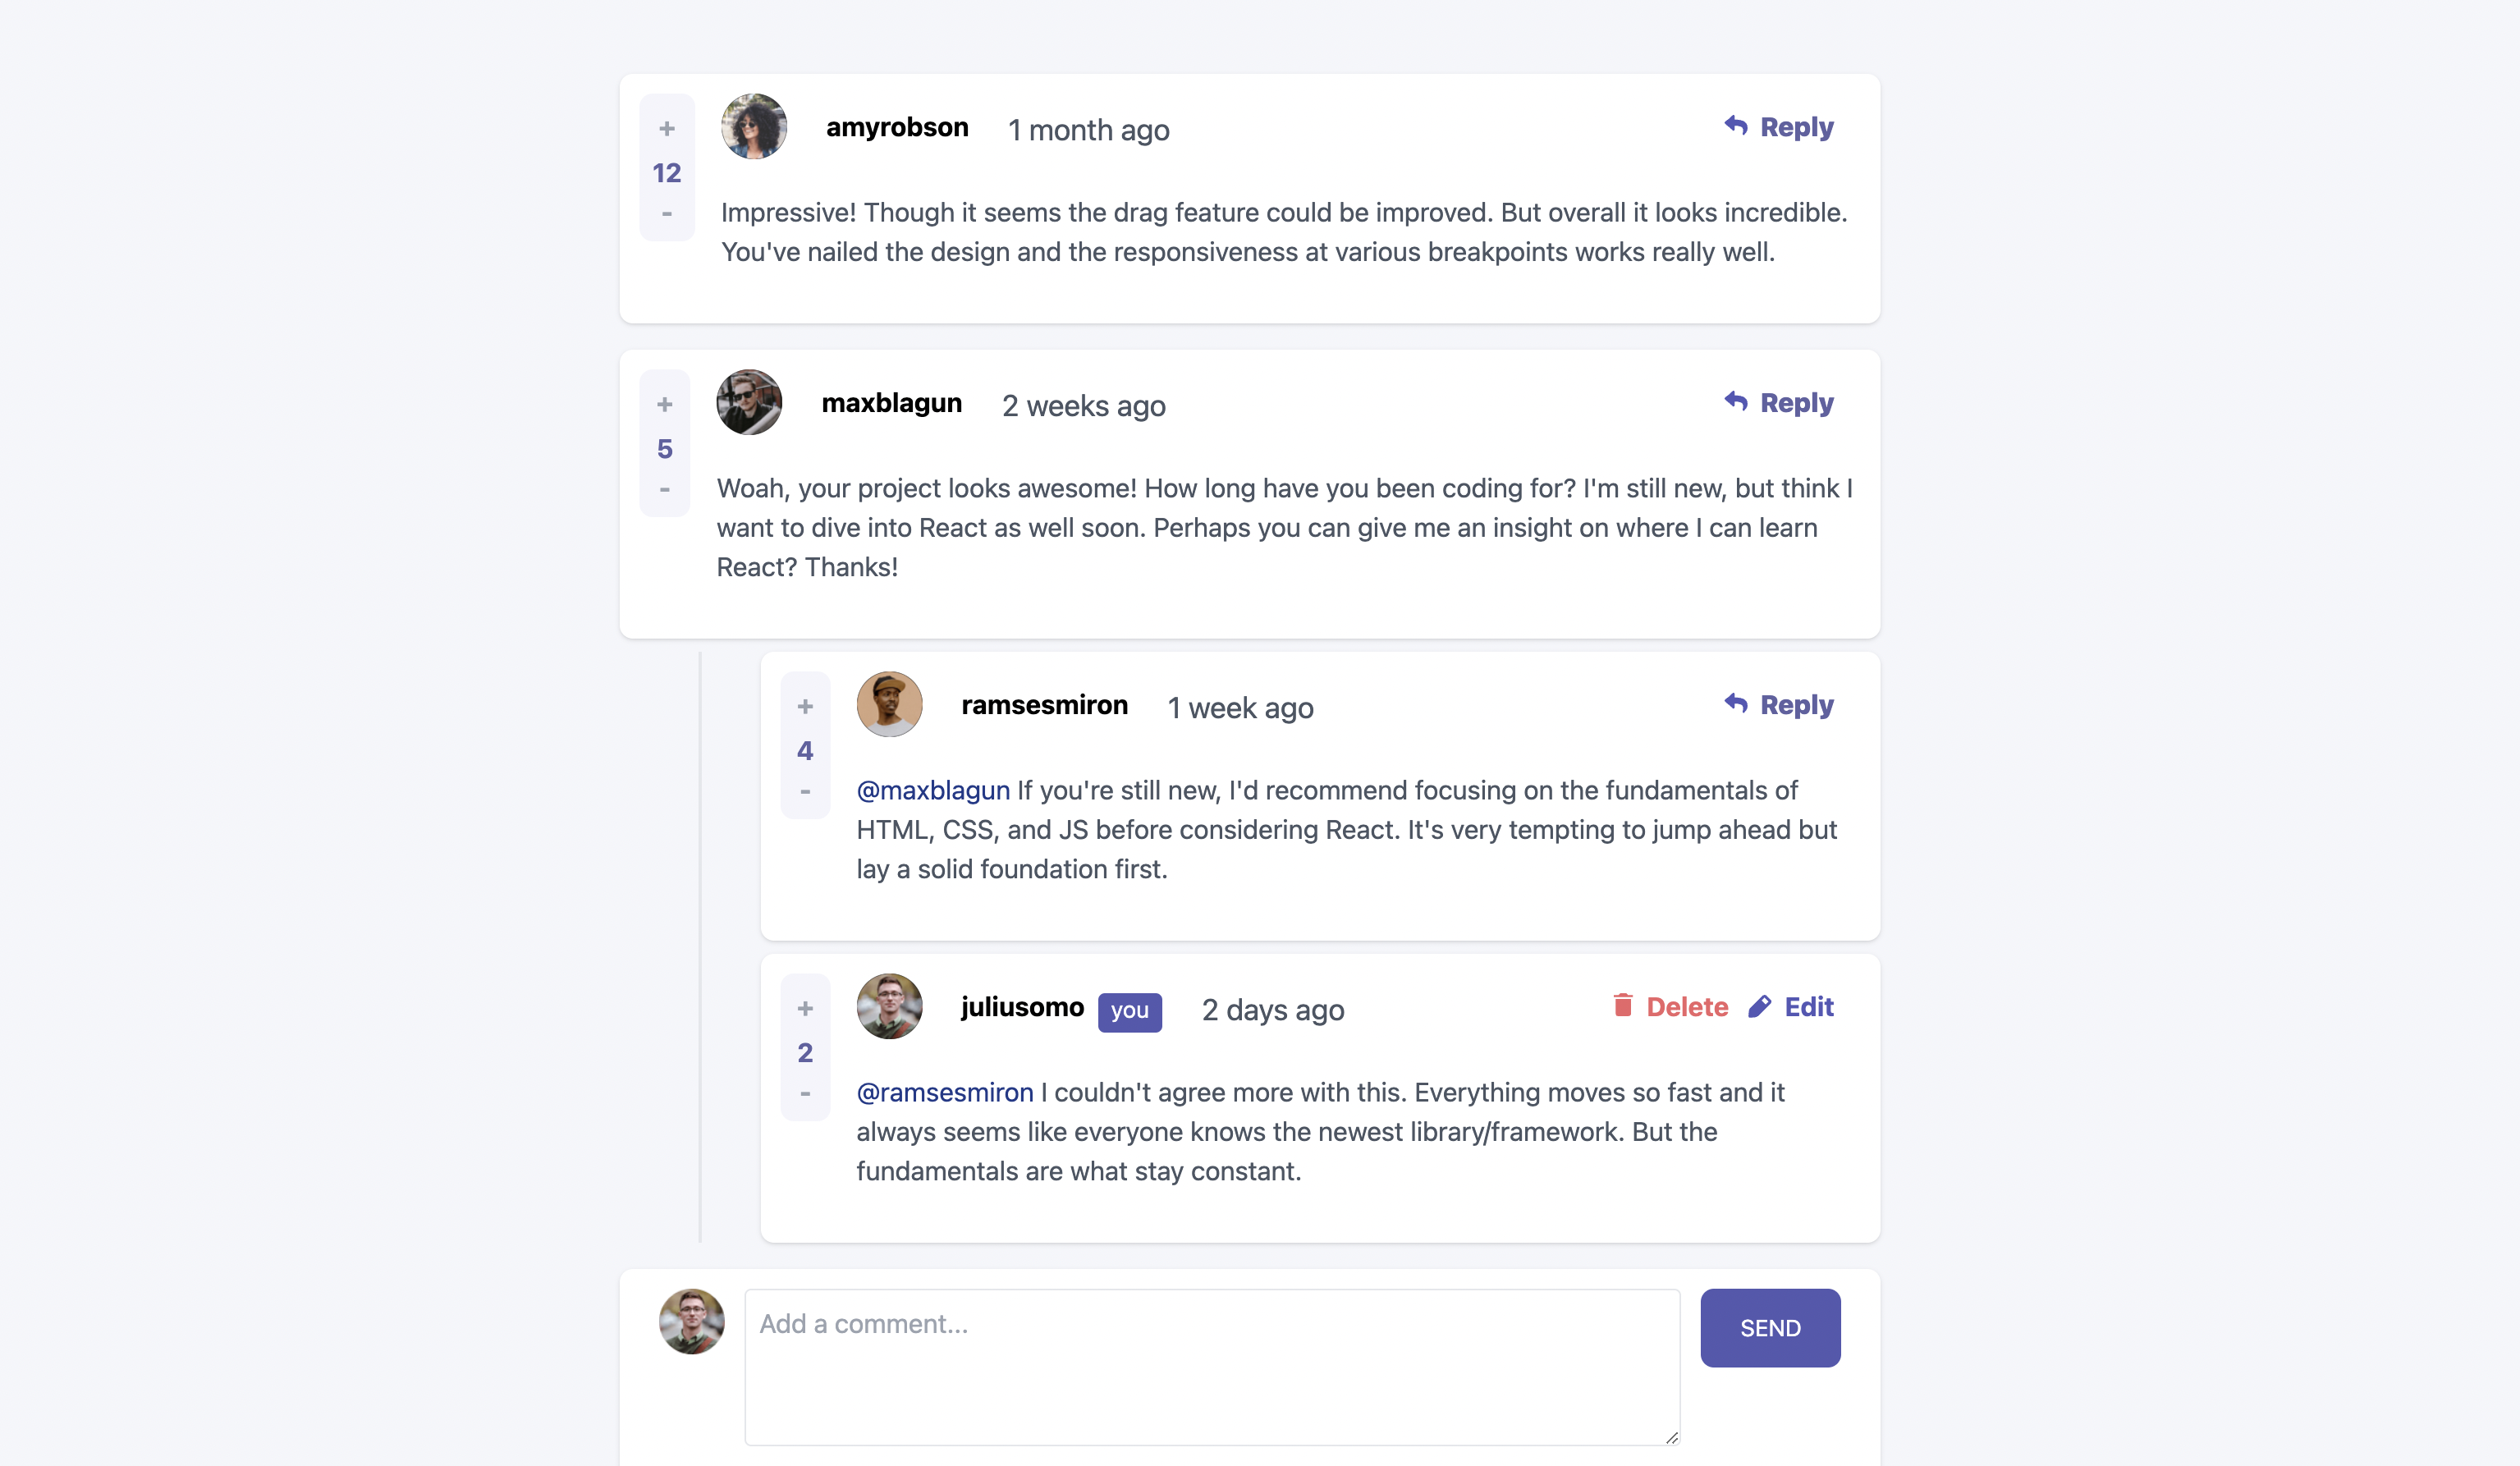 +
12
-
amyrobson 1 month ago Reply
Impressive! Though it seems the drag feature could be improved. But overall it looks incredible.
You've nailed the design and the responsiveness at various breakpoints works really well.
+
5
-
maxblagun 2 weeks ago Reply
Woah, your project looks awesome! How long have you been coding for? I'm still new, but think I
want to dive into React as well soon. Perhaps you can give me an insight on where I can learn
React? Thanks!
+
4
-
ramsesmiron 1 week ago Reply
@maxblagun If you're still new, I'd recommend focusing on the fundamentals of
HTML, CSS, and JS before considering React. It's very tempting to jump ahead but
lay a solid foundation first.
+
2
-
juliusomo you 2 days ago Delete Edit
@ramsesmiron I couldn't agree more with this. Everything moves so fast and it
always seems like everyone knows the newest library/framework. But the
fundamentals are what stay constant.
Add a comment...
SEND